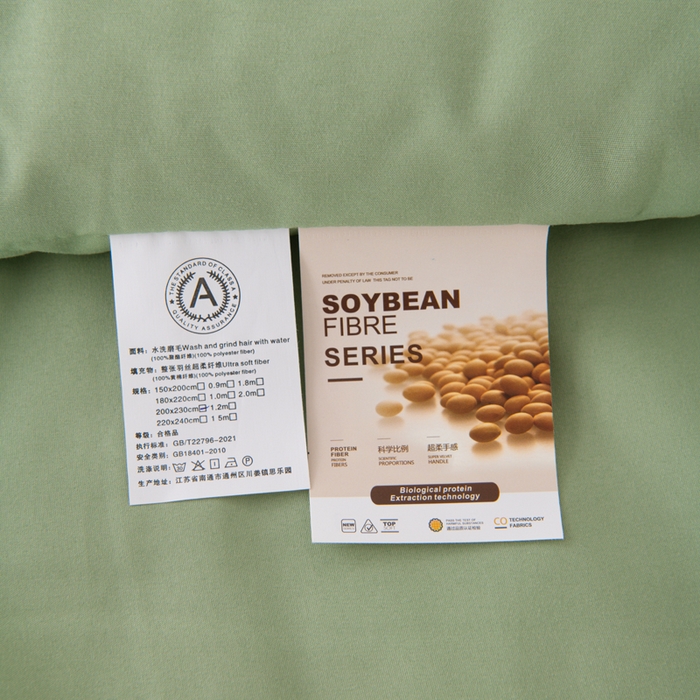 THE STANDARD OF CLASS A
A
QUALITY ASSURANCE
面料: 水洗磨毛Wash and grind hair with water
(100%聚酯纤维)(100% polyester fiber)
填充物: 整张羽丝超柔纤维Ultra soft fiber
(100%聚酯纤维)(100% polyester fiber)
规格: 150x200cm 0.9m 1.8m
180x220cm 1.0m 2.0m
200x230cm 1.2m
220x240cm 1.5m
等级: 合格品
执行标准: GB/T22796-2021
安全类别: GB18401-2010
洗涤说明:
生产地址: 江苏省南通市通州区川姜镇思乐园
REMOVED EXCEPT BY THE CONSUMER
UNDER PENALTY OF LAW THIS TAG NOT TO BE
SOYBEAN
FIBRE
SERIES
PROTEIN
FIBER
PROTEIN
FIBERS
科学比例
SCIENTIFIC
PROPORTIONS
超柔手感
SUPER VELVET
HANDLE
Biological protein
Extraction technology
NEW
TOP
CO TECHNOLOGY
FABRICS